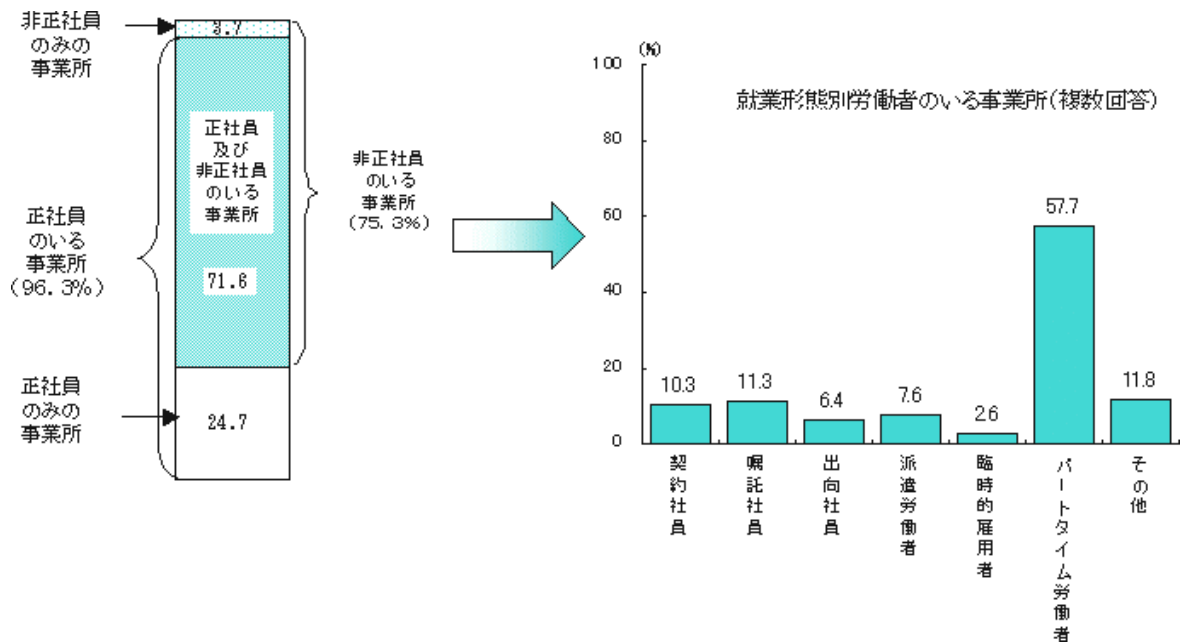 非正社員
のみの
事業所
3.7
正社員
及び
非正社員
のいる
事業所
71.6
正社員
のいる
事業所
(96.3%)
正社員
のみの
事業所
24.7
非正社員
のいる
事業所
(75.3%)
(%)
就業形態別労働者のいる事業所(複数回答)
100
80
60
40
20
0
10.3
11.3
6.4
7.6
2.6
57.7
11.8
契約社員
嘱託社員
出向社員
派遣労働者
臨時的雇用者
パートタイム労働者
その他